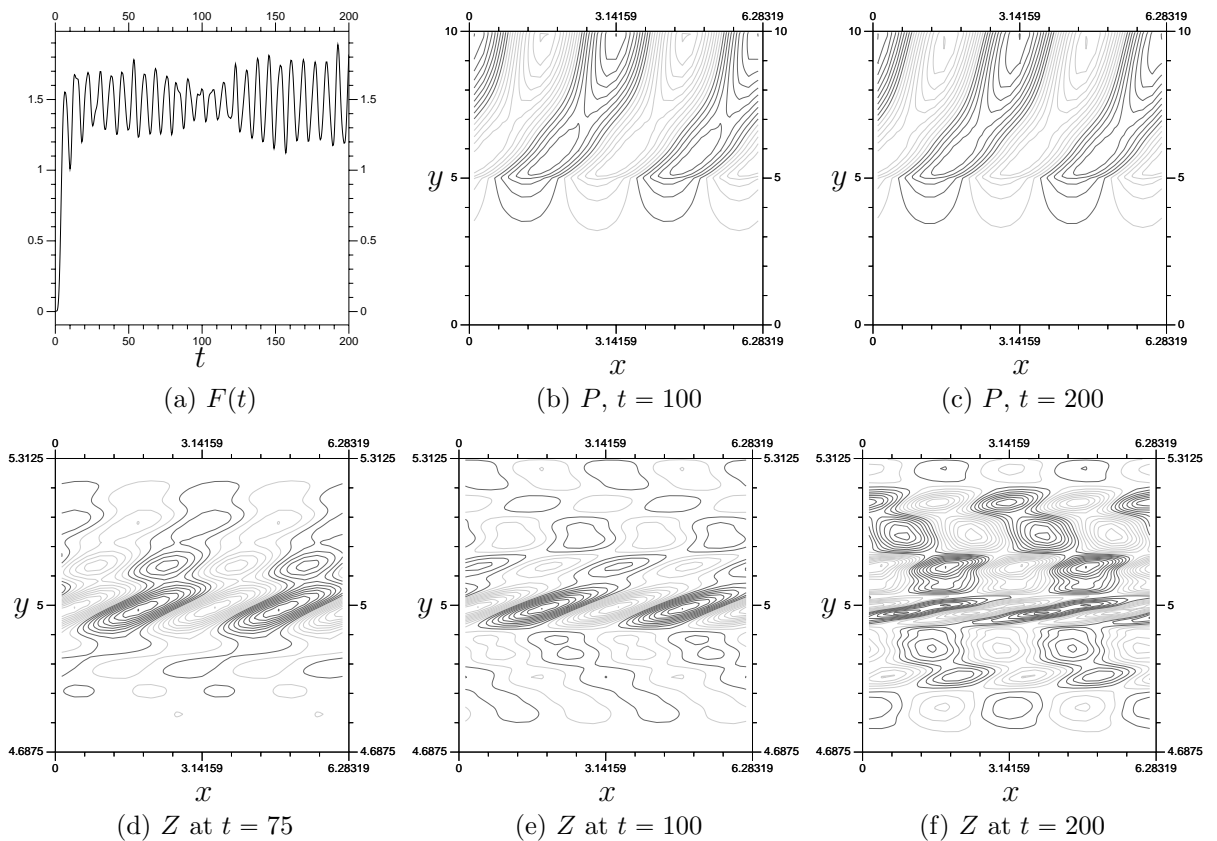 0 50 100 150 200
0 3.14159 6.28319
0 3.14159 6.28319
10 10
10 10
1.5 1.5
1 1
y 5 5
y 5 5
0.5 0.5
0 0
0 0
0 0
0 50 100 150 200
0 3.14159 6.28319
0 3.14159 6.28319
t
x
x
(a) F(t)
(b) P, t = 100
(c) P, t = 200
0 3.14159 6.28319
0 3.14159 6.28319
0 3.14159 6.28319
5.3125 5.3125
5.3125 5.3125
5.3125 5.3125
y 5 5
y 5 5
y 5 5
4.6875 4.6875
4.6875 4.6875
4.6875 4.6875
0 3.14159 6.28319
0 3.14159 6.28319
0 3.14159 6.28319
x
x
x
(d) Z at t = 75
(e) Z at t = 100
(f) Z at t = 200